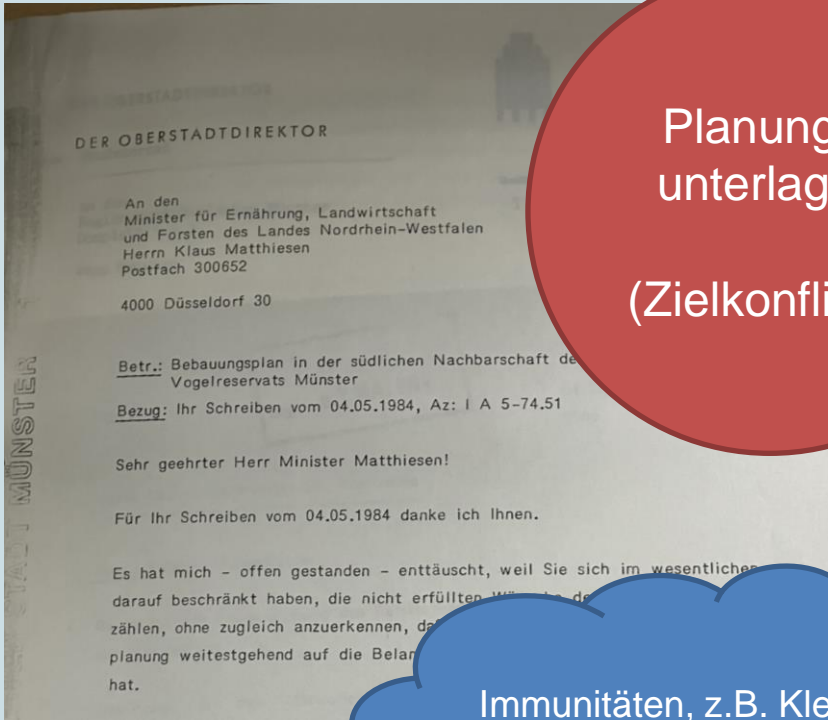 DER OBERSTADTDIREKTOR
An den
Minister für Ernährung, Landwirtschaft
und Forsten des Landes Nordrhein-Westfalen
Herrn Klaus Matthiesen
Postfach 300652
4000 Düsseldorf 30
Betr.: Bebauungsplan in der südlichen Nachbarschaft de
Vogelreservats Münster
Bezug: Ihr Schreiben vom 04.05.1984, Az: I A 5-74.51
Sehr geehrter Herr Minister Matthiesen!
Für Ihr Schreiben vom 04.05.1984 danke ich Ihnen.
Es hat mich - offen gestanden - enttäuscht, weil Sie sich im wesentlichen
darauf beschränkt haben, die nicht erfüllten de
zählen, ohne zugleich anzuerkennen, da
planung weitestgehend auf die Belan
hat.
STADT MÜNSTER
Planung
unterlag
(Zielkonfli
Immunitäten, z.B. Kle